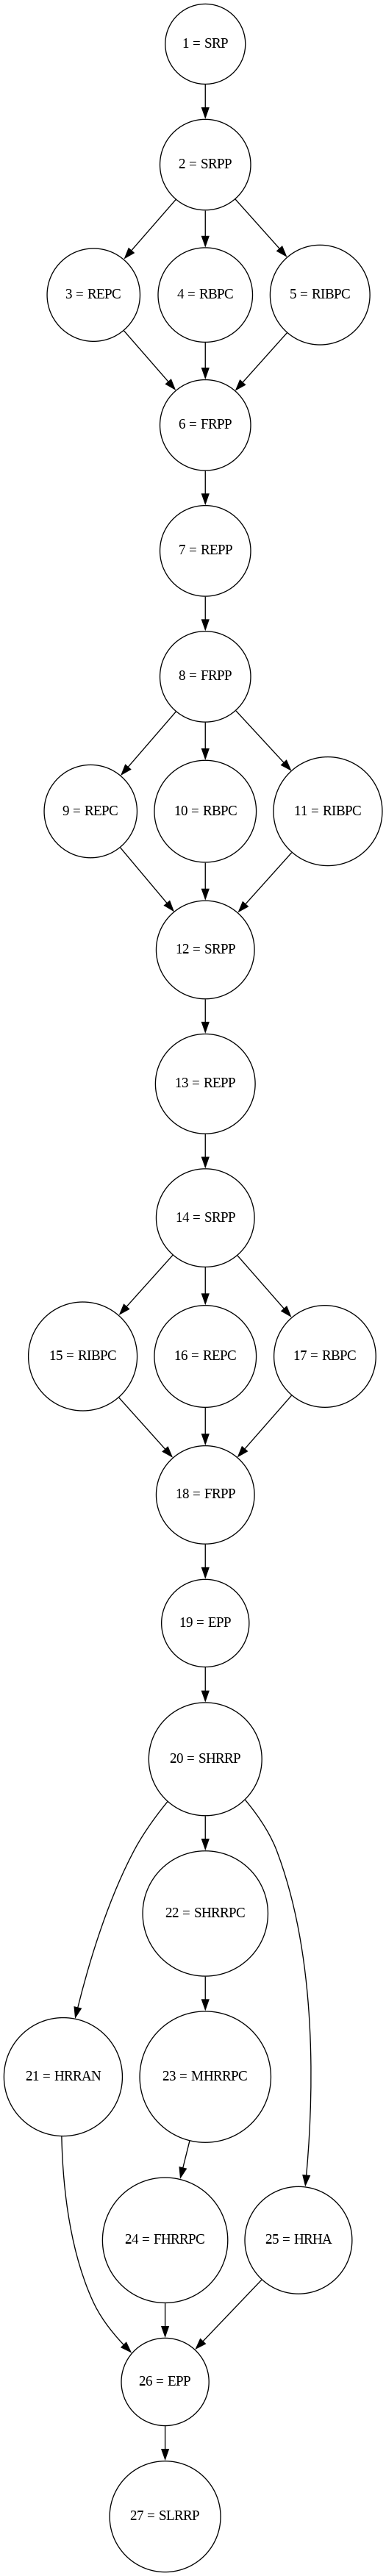 1 = SRP
2 = SRPP
3 = REPC
4 = RBPC
5 = RIBPC
6 = FRPP
7 = REPP
8 = FRPP
9 = REPC
10 = RBPC
11 = RIBPC
12 = SRPP
13 = REPP
14 = SRPP
15 = RIBPC
16 = REPC
17 = RBPC
18 = FRPP
19 = EPP
20 = SHRRP
22 = SHRRPC
21 = HRRAN
23 = MHRRPC
24 = FHRRPC
25 = HRHA
26 = EPP
27 = SLRRP